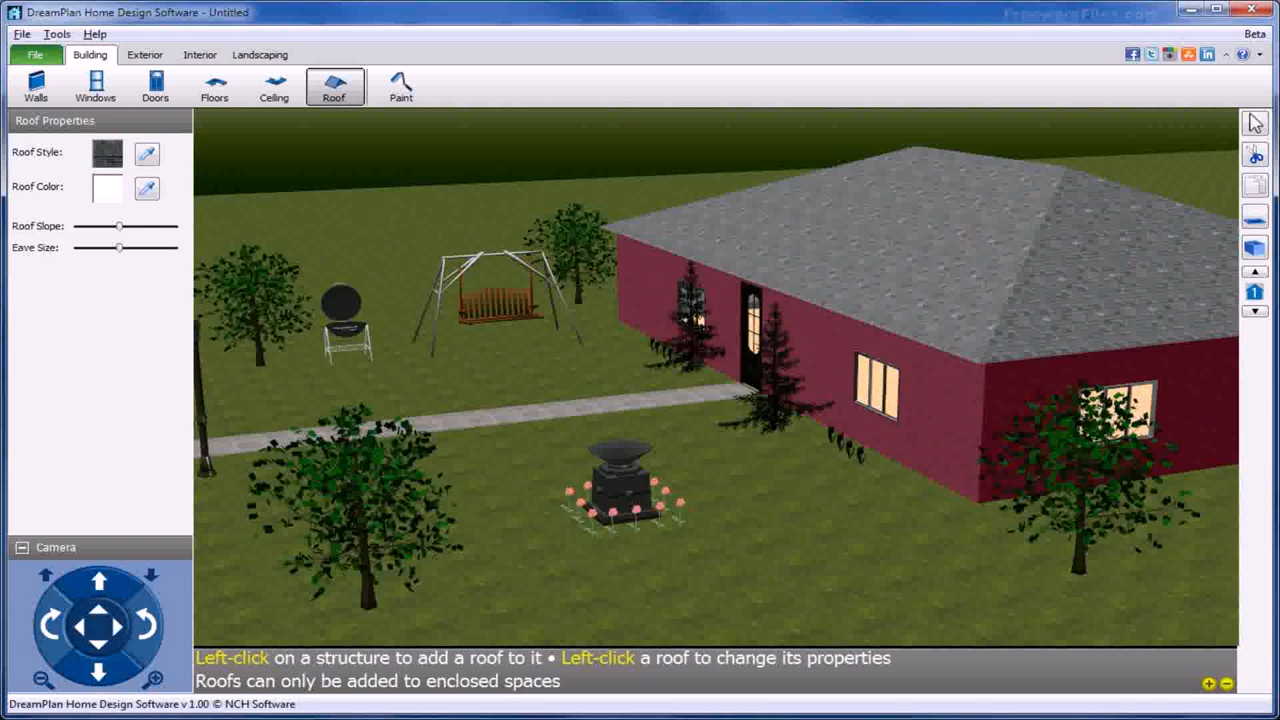 DreamPlan Home Design Software - Untitled
FreewareFiles.com
File Tools Help
Beta
File Building Exterior Interior Landscaping
Walls Windows Doors Floors Ceiling Roof Paint
Roof Properties
Roof Style:
Roof Color:
Roof Slope:
Eave Size:
1
Camera
Left-click on a structure to add a roof to it • Left-click a roof to change its properties
Roofs can only be added to enclosed spaces
DreamPlan Home Design Software v 1.00 © NCH Software